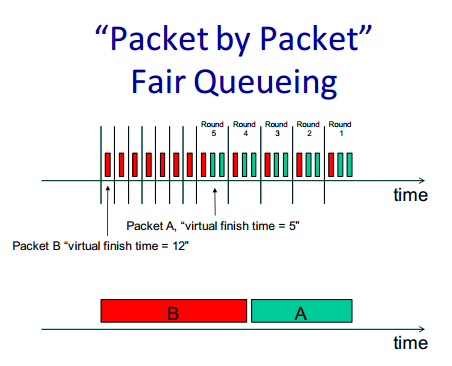 “Packet by Packet”
Fair Queueing
Round 5
Round 4
Round 3
Round 2
Round 1
time
Packet A, “virtual finish time = 5”
Packet B “virtual finish time = 12”
B
A
time